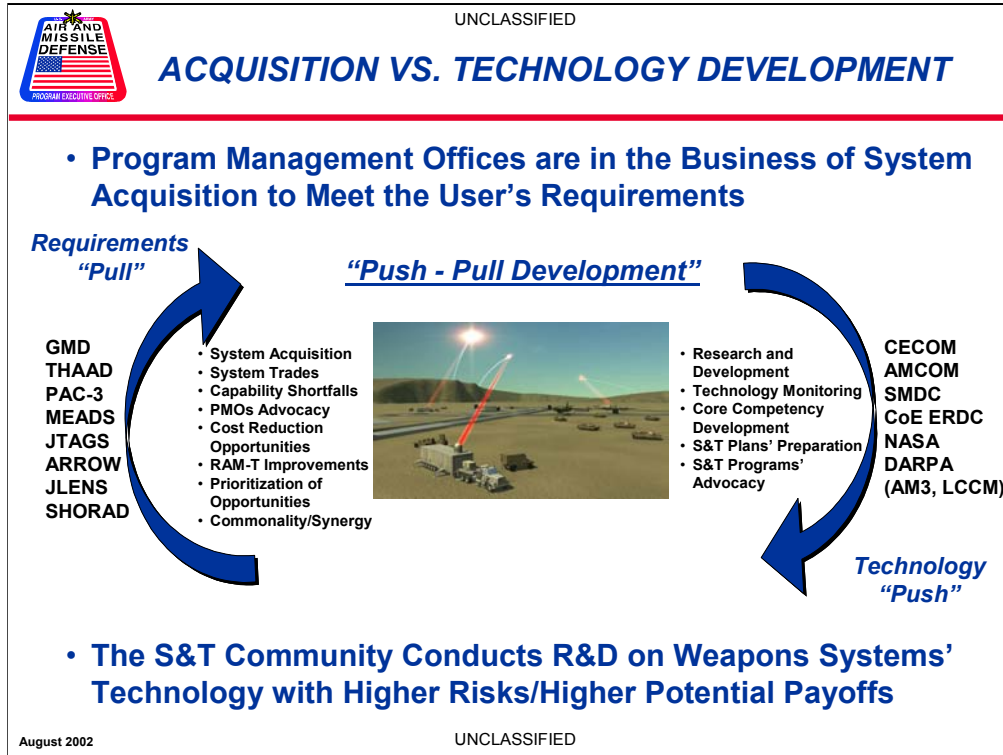 UNCLASSIFIED
AIR AND
MISSILE
DEFENSE
PROGRAM EXECUTIVE OFFICE
ACQUISITION VS. TECHNOLOGY DEVELOPMENT
• Program Management Offices are in the Business of System
Acquisition to Meet the User's Requirements
Requirements
“Pull”
“Push - Pull Development”
GMD
THAAD
PAC-3
MEADS
JTAGS
ARROW
JLENS
SHORAD
• System Acquisition
• System Trades
• Capability Shortfalls
• PMOs Advocacy
• Cost Reduction
Opportunities
• RAM-T Improvements
• Prioritization of
Opportunities
• Commonality/Synergy
• Research and
Development
• Technology Monitoring
• Core Competency
Development
• S&T Plans’ Preparation
• S&T Programs’
Advocacy
CECOM
AMCOM
SMDC
CoE ERDC
NASA
DARPA
(AM3, LCCM)
Technology
“Push”
• The S&T Community Conducts R&D on Weapons Systems’
Technology with Higher Risks/Higher Potential Payoffs
August 2002
UNCLASSIFIED